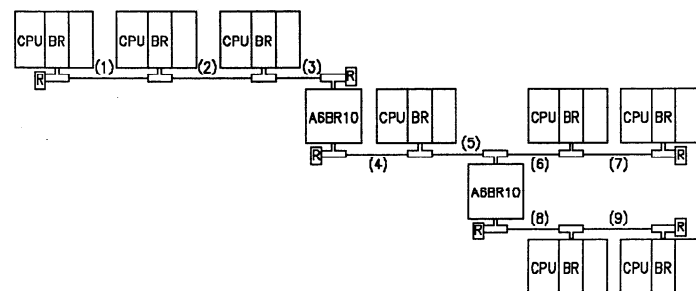 CPU BR CPU BR CPU BR
R (1) (2) (3) R
A6BR10 CPU BR CPU BR CPU BR
R (4) (5) (6) (7) R
A6BR10
R (8) (9) R
CPU BR CPU BR